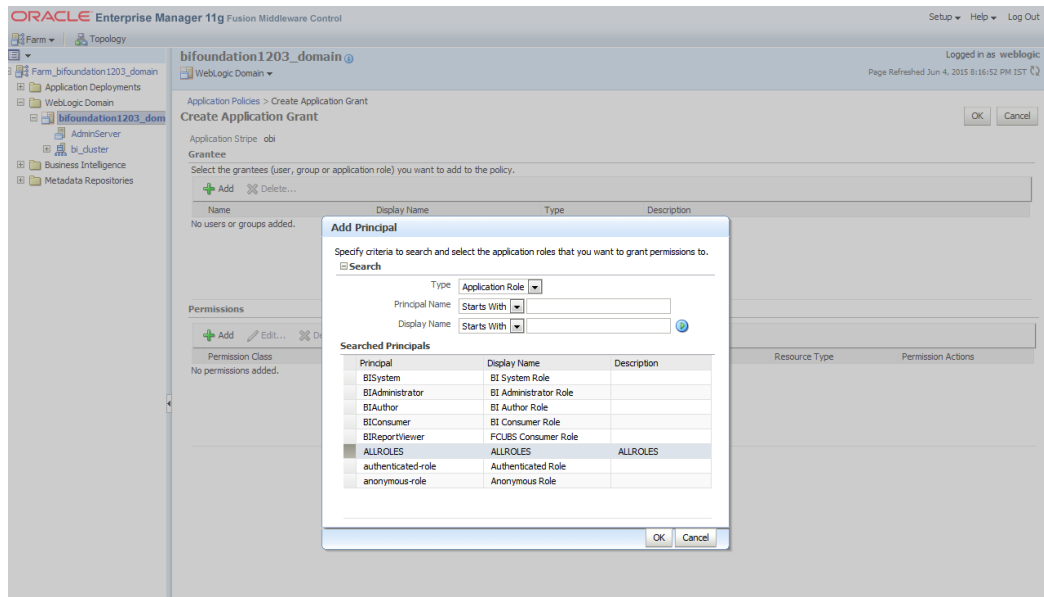 ORACLE Enterprise Manager 11g Fusion Middleware Control
Setup Help Log Out
Farm Topology
bifoundation1203_domain
Logged in as weblogic
WebLogic Domain
Page Refreshed Jun 4, 2015 8:16:52 PM IST
Farm_bifoundation1203_domain
Application Deployments
WebLogic Domain
bifoundation1203_dom
AdminServer
bi_cluster
Business Intelligence
Metadata Repositories
Application Policies > Create Application Grant
Create Application Grant
OK Cancel
Application Stripe obi
Grantee
Select the grantees (user, group or application role) you want to add to the policy.
Add Delete...
Name Display Name Type Description
No users or groups added.
Permissions
Add Edit... De
Permission Class Resource Type Permission Actions
No permissions added.
Add Principal
Specify criteria to search and select the application roles that you want to grant permissions to.
Search
Type Application Role
Principal Name Starts With
Display Name Starts With
Searched Principals
Principal Display Name Description
BISystem BI System Role
BIAdministrator BI Administrator Role
BIAuthor BI Author Role
BIConsumer BI Consumer Role
BIReportViewer FCUBS Consumer Role
ALLROLES ALLROLES ALLROLES
authenticated-role Authenticated Role
anonymous-role Anonymous Role
OK Cancel